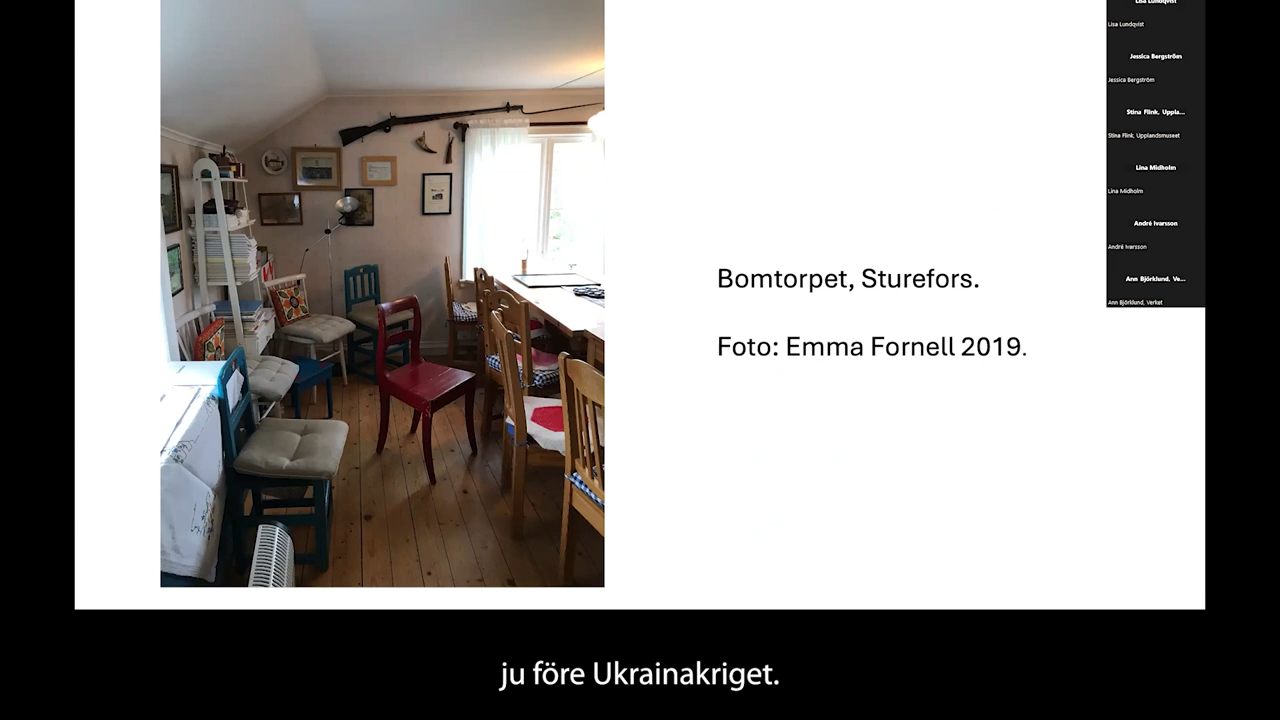 Bomtorpet, Sturefors.
Foto: Emma Fornell 2019.
Lisa Lundqvist
Lisa Lundqvist
Jessica Bergström
Jessica Bergström
Stina Flink, Uppla...
Stina Flink, Upplandsmuseet
Lina Midholm
Lina Midholm
André Ivarsson
André Ivarsson
Ann Björklund, Ve...
Ann Björklund, Verket
ju före Ukrainakriget.